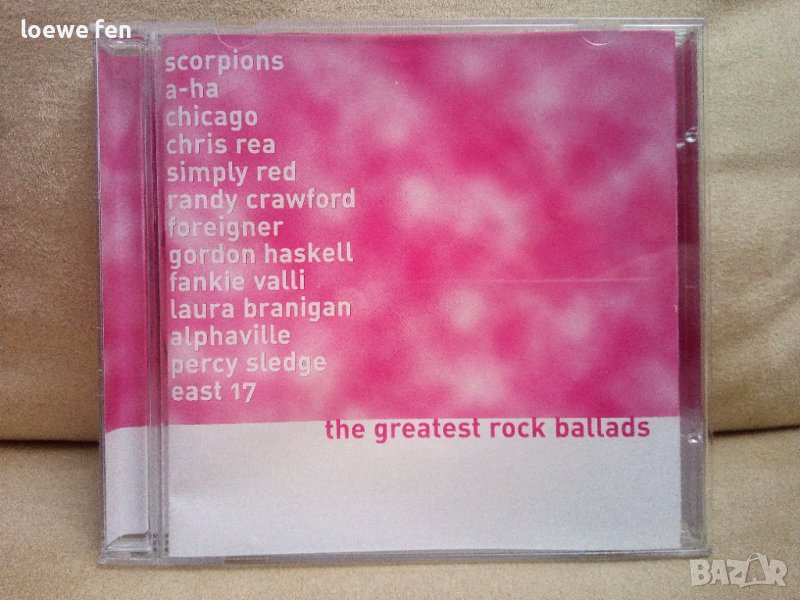 loewe fen
scorpions
a-ha
chicago
chris rea
simply red
randy crawford
foreigner
gordon haskell
fankie valli
laura branigan
alphaville
percy sledge
east 17
the greatest rock ballads
BAZAR